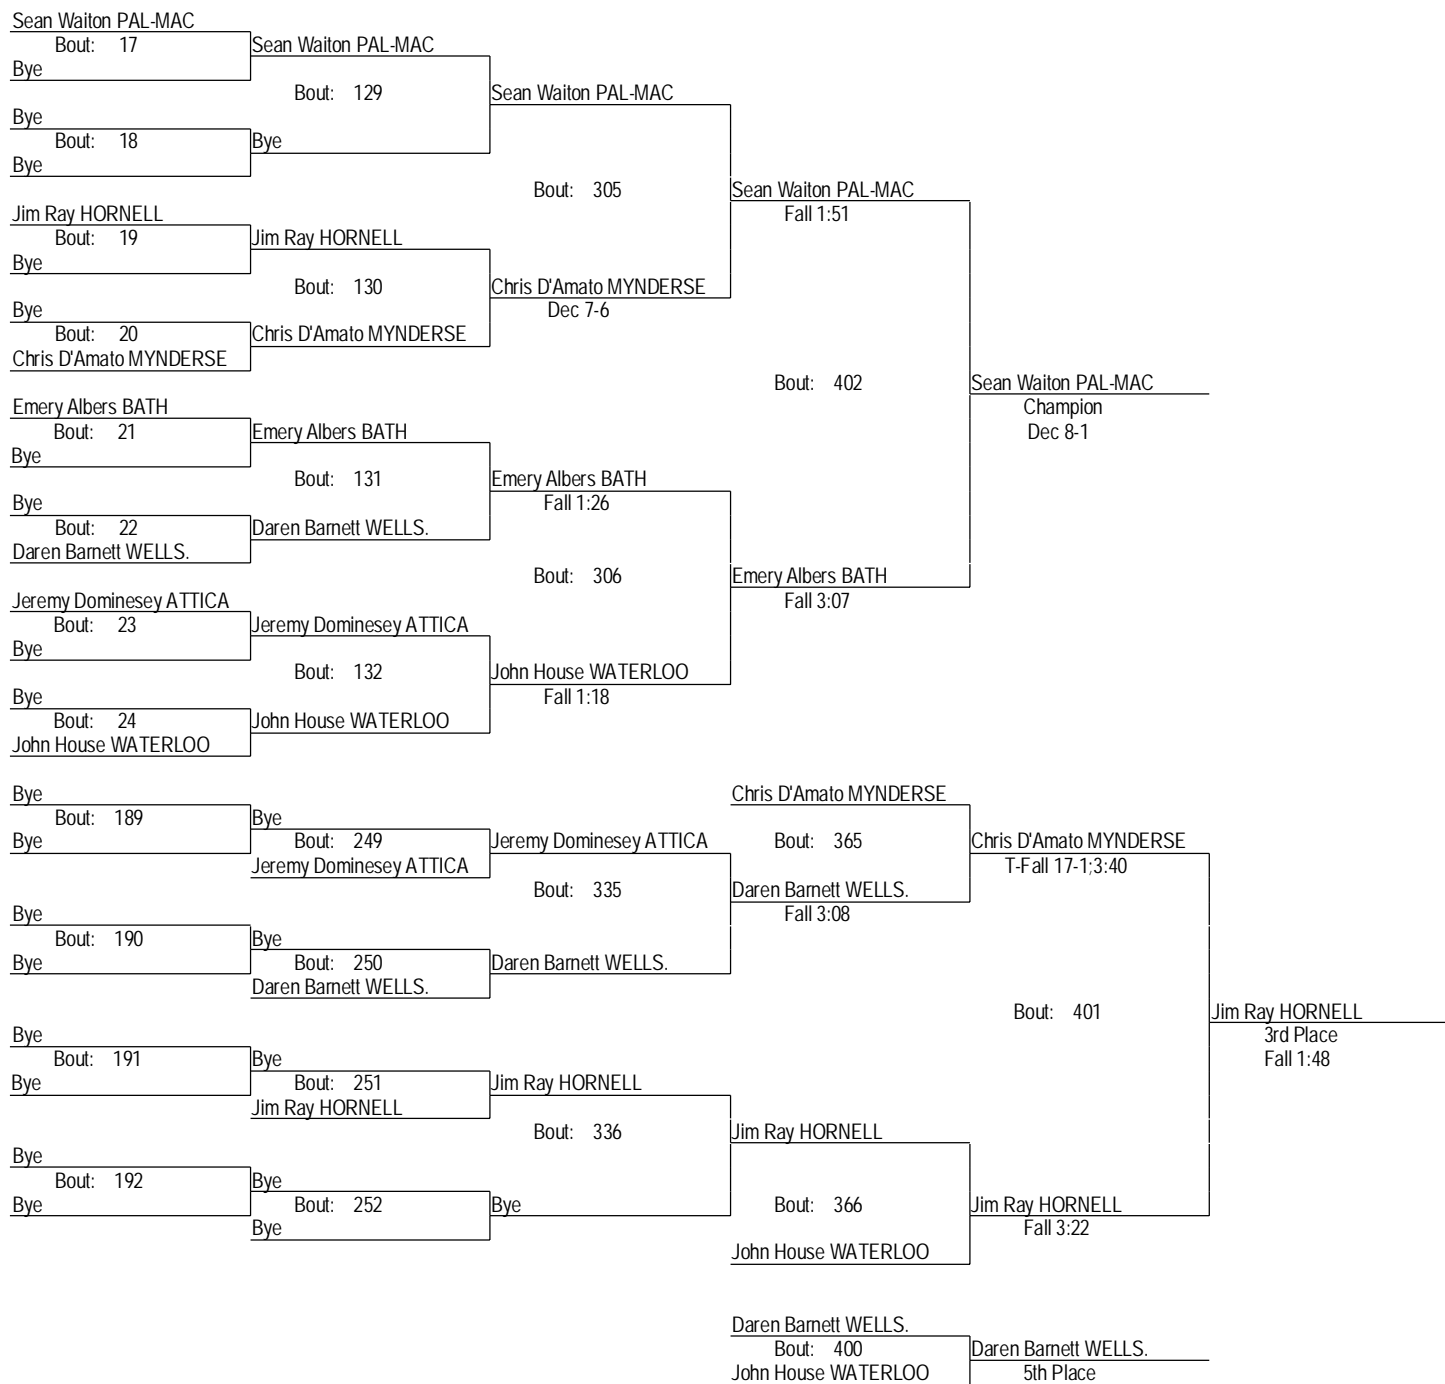 Sean Waiton PAL-MAC
Bout: 17
Sean Waiton PAL-MAC
Bye
Bout: 129
Sean Waiton PAL-MAC
Bye
Bout: 18
Bye
Bye
Bout: 305
Sean Waiton PAL-MAC
Fall 1:51
Jim Ray HORNELL
Bout: 19
Jim Ray HORNELL
Bye
Bout: 130
Chris D'Amato MYNDERSE
Dec 7-6
Bye
Bout: 20
Chris D'Amato MYNDERSE
Chris D'Amato MYNDERSE
Bout: 402
Sean Waiton PAL-MAC
Champion
Dec 8-1
Emery Albers BATH
Bout: 21
Emery Albers BATH
Bye
Bout: 131
Emery Albers BATH
Fall 1:26
Bye
Bout: 22
Daren Barnett WELLS.
Daren Barnett WELLS.
Bout: 306
Emery Albers BATH
Fall 3:07
Jeremy Dominesey ATTICA
Bout: 23
Jeremy Dominesey ATTICA
Bye
Bout: 132
John House WATERLOO
Fall 1:18
Bye
Bout: 24
John House WATERLOO
John House WATERLOO
Bye
Bout: 189
Bye
Bye
Bout: 249
Jeremy Dominesey ATTICA
Jeremy Dominesey ATTICA
Chris D'Amato MYNDERSE
Bout: 365
Chris D'Amato MYNDERSE
T-Fall 17-1;3:40
Bout: 335
Daren Barnett WELLS.
Fall 3:08
Bye
Bout: 190
Bye
Bye
Bout: 250
Daren Barnett WELLS.
Daren Barnett WELLS.
Bout: 401
Jim Ray HORNELL
3rd Place
Fall 1:48
Bye
Bout: 191
Bye
Bye
Bout: 251
Jim Ray HORNELL
Jim Ray HORNELL
Bout: 336
Jim Ray HORNELL
Bye
Bout: 192
Bye
Bye
Bout: 252
Bye
Bye
Bout: 366
Jim Ray HORNELL
Fall 3:22
John House WATERLOO
Daren Barnett WELLS.
Bout: 400
Daren Barnett WELLS.
John House WATERLOO
5th Place